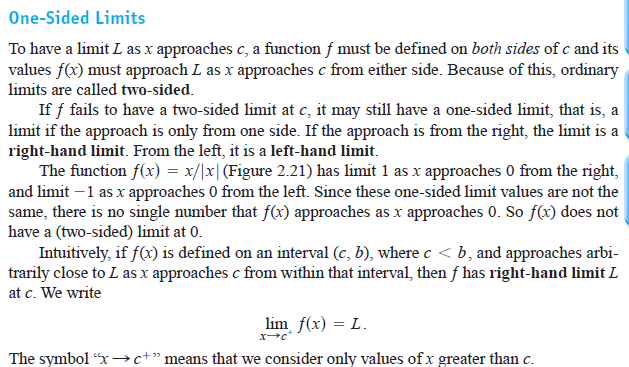 One-Sided Limits
To have a limit L as x approaches c, a function f must be defined on both sides of c and its
values f(x) must approach L as x approaches c from either side. Because of this, ordinary
limits are called two-sided.
If f fails to have a two-sided limit at c, it may still have a one-sided limit, that is, a
limit if the approach is only from one side. If the approach is from the right, the limit is a
right-hand limit. From the left, it is a left-hand limit.
The function f(x) = x/|x| (Figure 2.21) has limit 1 as x approaches 0 from the right,
and limit −1 as x approaches 0 from the left. Since these one-sided limit values are not the
same, there is no single number that f(x) approaches as x approaches 0. So f(x) does not
have a (two-sided) limit at 0.
Intuitively, if f(x) is defined on an interval (c, b), where c < b, and approaches arbi-
trarily close to L as x approaches c from within that interval, then f has right-hand limit L
at c. We write
lim x→c⁺ f(x) = L.
The symbol “x → c⁺” means that we consider only values of x greater than c.